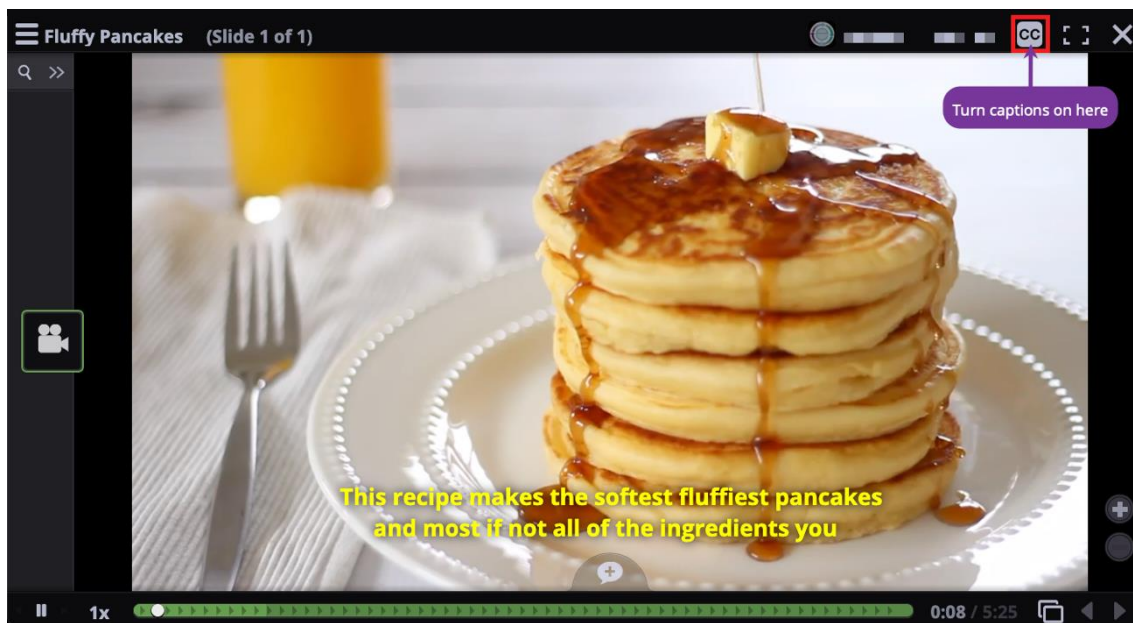 Fluffy Pancakes (Slide 1 of 1)
CC
Turn captions on here
This recipe makes the softest fluffiest pancakes
and most if not all of the ingredients you
1x
0:08 / 5:25